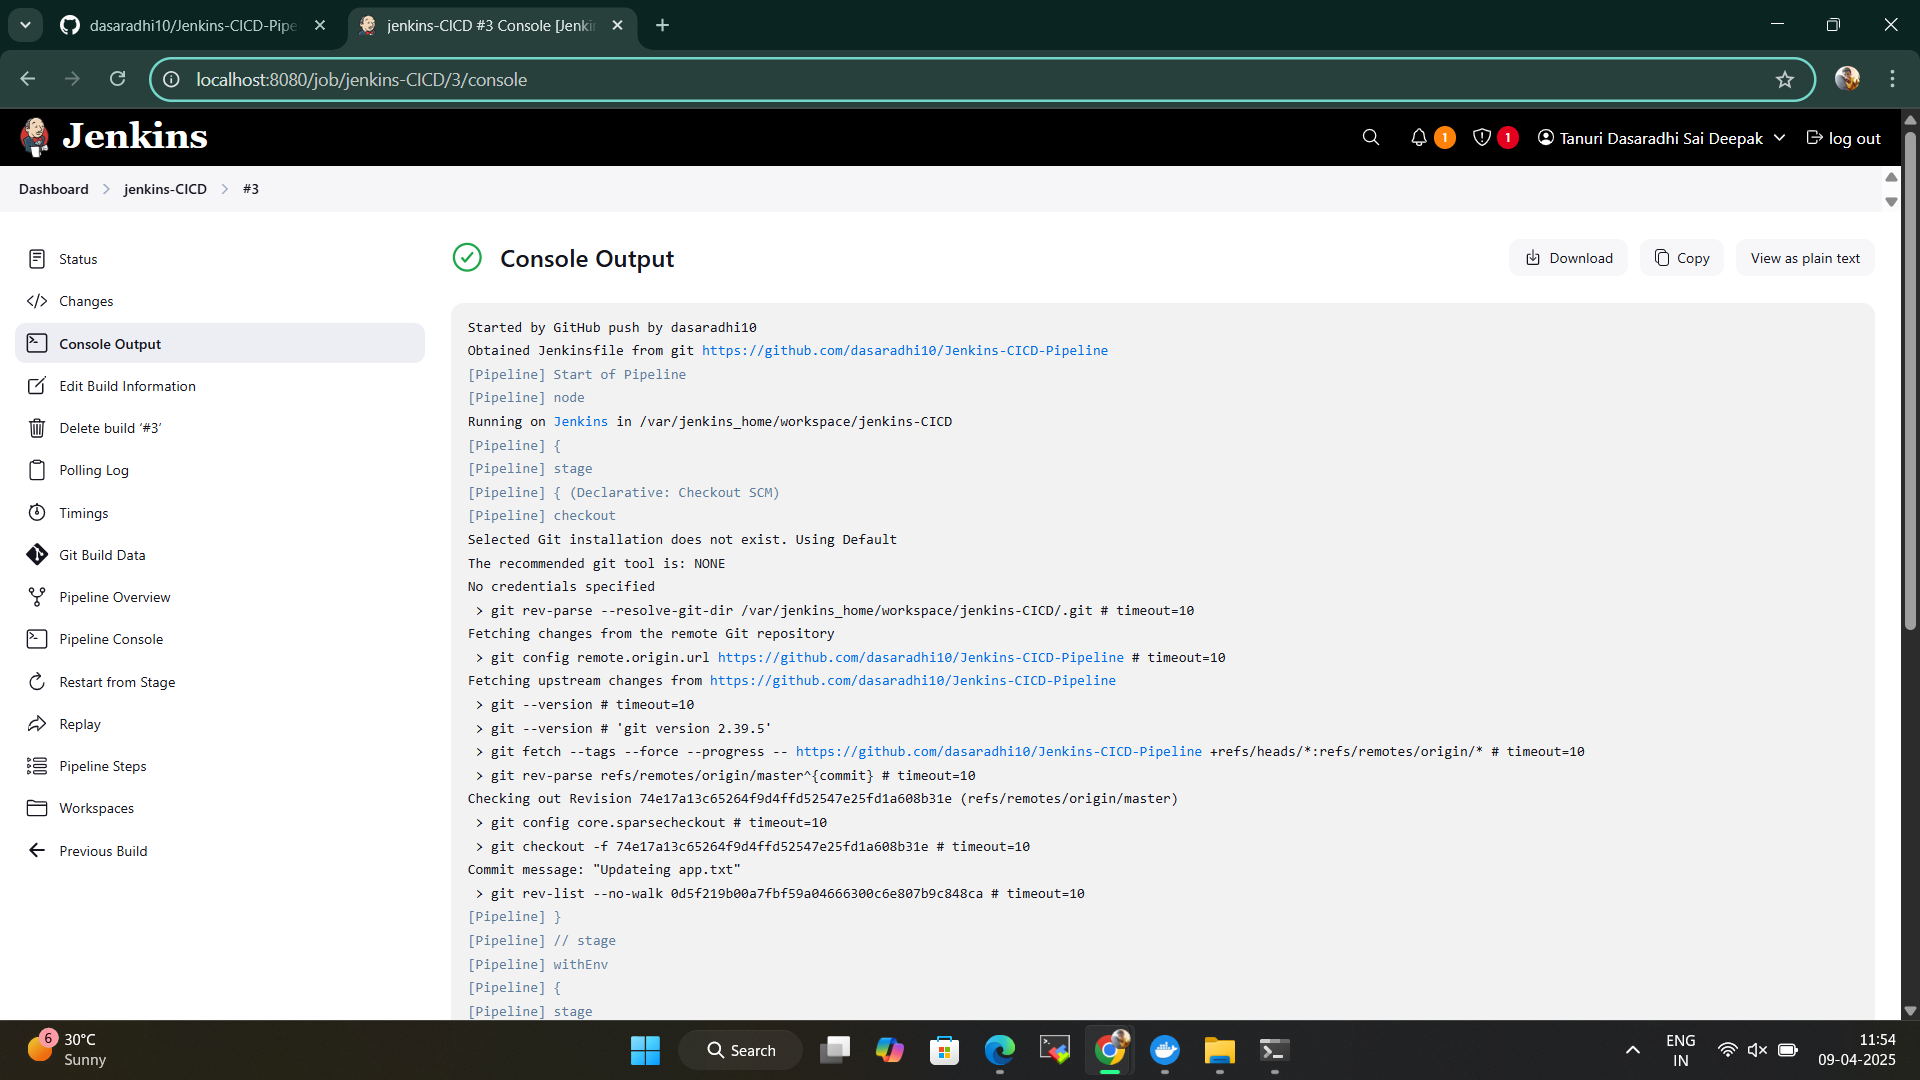 dasaradhi10/Jenkins-CICD-Pipe
jenkins-CICD #3 Console [Jenki
localhost:8080/job/jenkins-CICD/3/console
Jenkins
1
1
Tanuri Dasaradhi Sai Deepak
log out
Dashboard
jenkins-CICD
#3
Status
Changes
Console Output
Edit Build Information
Delete build ‘#3’
Polling Log
Timings
Git Build Data
Pipeline Overview
Pipeline Console
Restart from Stage
Replay
Pipeline Steps
Workspaces
Previous Build
Console Output
Download
Copy
View as plain text
Started by GitHub push by dasaradhi10
Obtained Jenkinsfile from git https://github.com/dasaradhi10/Jenkins-CICD-Pipeline
[Pipeline] Start of Pipeline
[Pipeline] node
Running on Jenkins in /var/jenkins_home/workspace/jenkins-CICD
[Pipeline] {
[Pipeline] stage
[Pipeline] { (Declarative: Checkout SCM)
[Pipeline] checkout
Selected Git installation does not exist. Using Default
The recommended git tool is: NONE
No credentials specified
> git rev-parse --resolve-git-dir /var/jenkins_home/workspace/jenkins-CICD/.git # timeout=10
Fetching changes from the remote Git repository
> git config remote.origin.url https://github.com/dasaradhi10/Jenkins-CICD-Pipeline # timeout=10
Fetching upstream changes from https://github.com/dasaradhi10/Jenkins-CICD-Pipeline
> git --version # timeout=10
> git --version # 'git version 2.39.5'
> git fetch --tags --force --progress -- https://github.com/dasaradhi10/Jenkins-CICD-Pipeline +refs/heads/*:refs/remotes/origin/* # timeout=10
> git rev-parse refs/remotes/origin/master^{commit} # timeout=10
Checking out Revision 74e17a13c65264f9d4ffd52547e25fd1a608b31e (refs/remotes/origin/master)
> git config core.sparsecheckout # timeout=10
> git checkout -f 74e17a13c65264f9d4ffd52547e25fd1a608b31e # timeout=10
Commit message: "Updateing app.txt"
> git rev-list --no-walk 0d5f219b00a7fbf59a04666300c6e807b9c848ca # timeout=10
[Pipeline] }
[Pipeline] // stage
[Pipeline] withEnv
[Pipeline] {
[Pipeline] stage
6
30°C
Sunny
Search
ENG
IN
11:54
09-04-2025